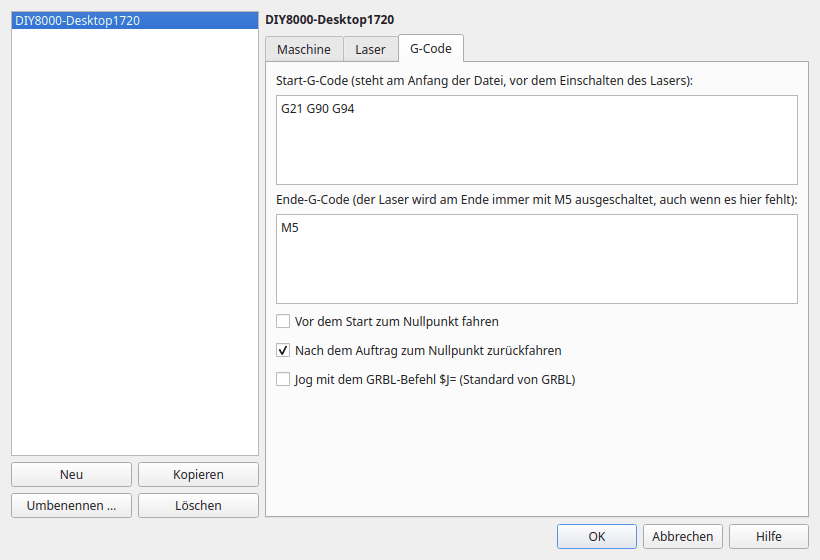 DIY8000-Desktop1720
DIY8000-Desktop1720
Maschine
Laser
G-Code
Start-G-Code (steht am Anfang der Datei, vor dem Einschalten des Lasers):
G21 G90 G94
Ende-G-Code (der Laser wird am Ende immer mit M5 ausgeschaltet, auch wenn es hier fehlt):
M5
Vor dem Start zum Nullpunkt fahren
Nach dem Auftrag zum Nullpunkt zurückfahren
Jog mit dem GRBL-Befehl $J= (Standard von GRBL)
Neu
Kopieren
Umbenennen ...
Löschen
OK
Abbrechen
Hilfe